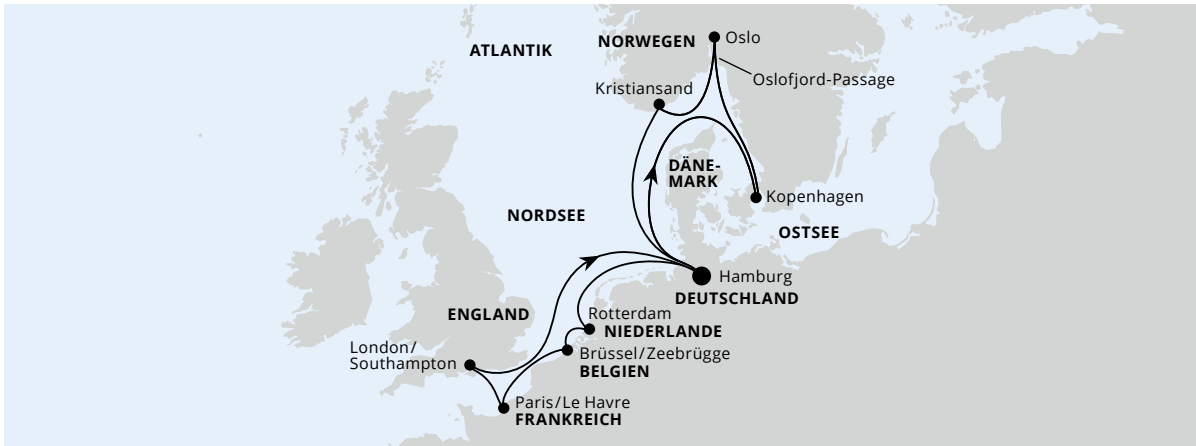 ATLANTIK
NORWEGEN
Oslo
Oslofjord-Passage
Kristiansand
DÄNE-
MARK
Kopenhagen
NORDSEE
OSTSEE
Hamburg
DEUTSCHLAND
ENGLAND
Rotterdam
NIEDERLANDE
London/
Southampton
Brüssel/Zeebrügge
BELGIEN
Paris/Le Havre
FRANKREICH